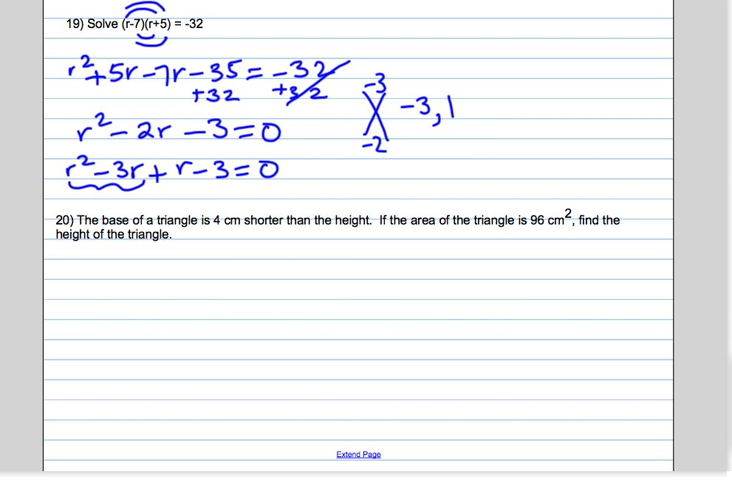 19) Solve (r-7)(r+5) = -32
r²+5r-7r-35=-32
+32 +32
-3
-3, 1
-2
r²-2r-3=0
r²-3r+r-3=0
20) The base of a triangle is 4 cm shorter than the height. If the area of the triangle is 96 cm², find the
height of the triangle.
Extend Page